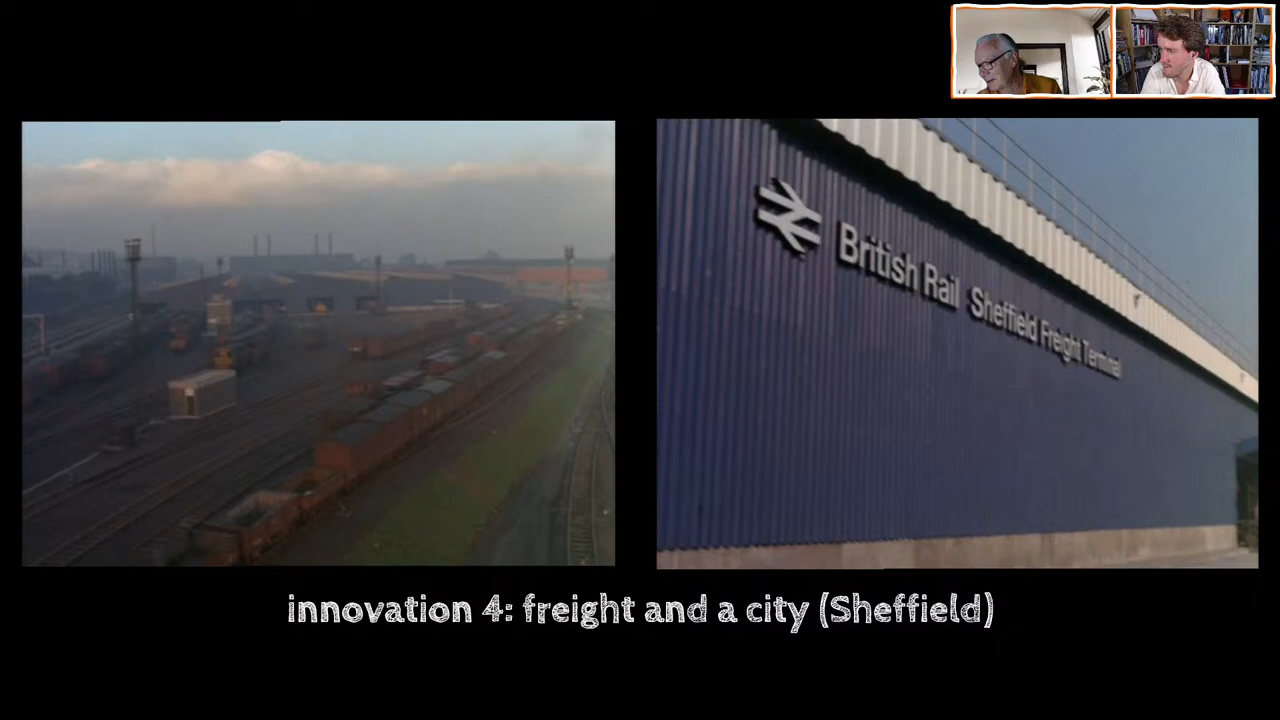 British Rail Sheffield Freight Terminal
innovation 4: freight and a city (Sheffield)